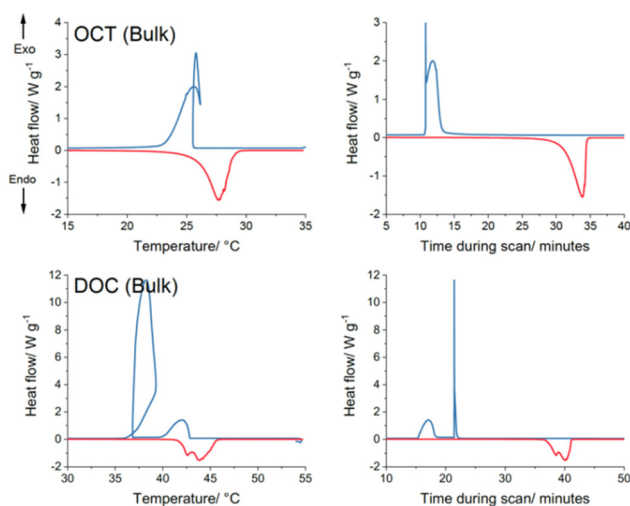 Exo
Endo
OCT (Bulk)
4
3
2
1
0
-1
-2
15 20 25 30 35
Heat flow/ W g⁻¹
Temperature/ °C
3
2
1
0
-1
-2
5 10 15 20 25 30 35 40
Heat flow/ W g⁻¹
Time during scan/ minutes
DOC (Bulk)
12
10
8
6
4
2
0
-2
30 35 40 45 50 55
Heat flow/ W g⁻¹
Temperature/ °C
12
10
8
6
4
2
0
-2
10 20 30 40 50
Heat flow/ W g⁻¹
Time during scan/ minutes